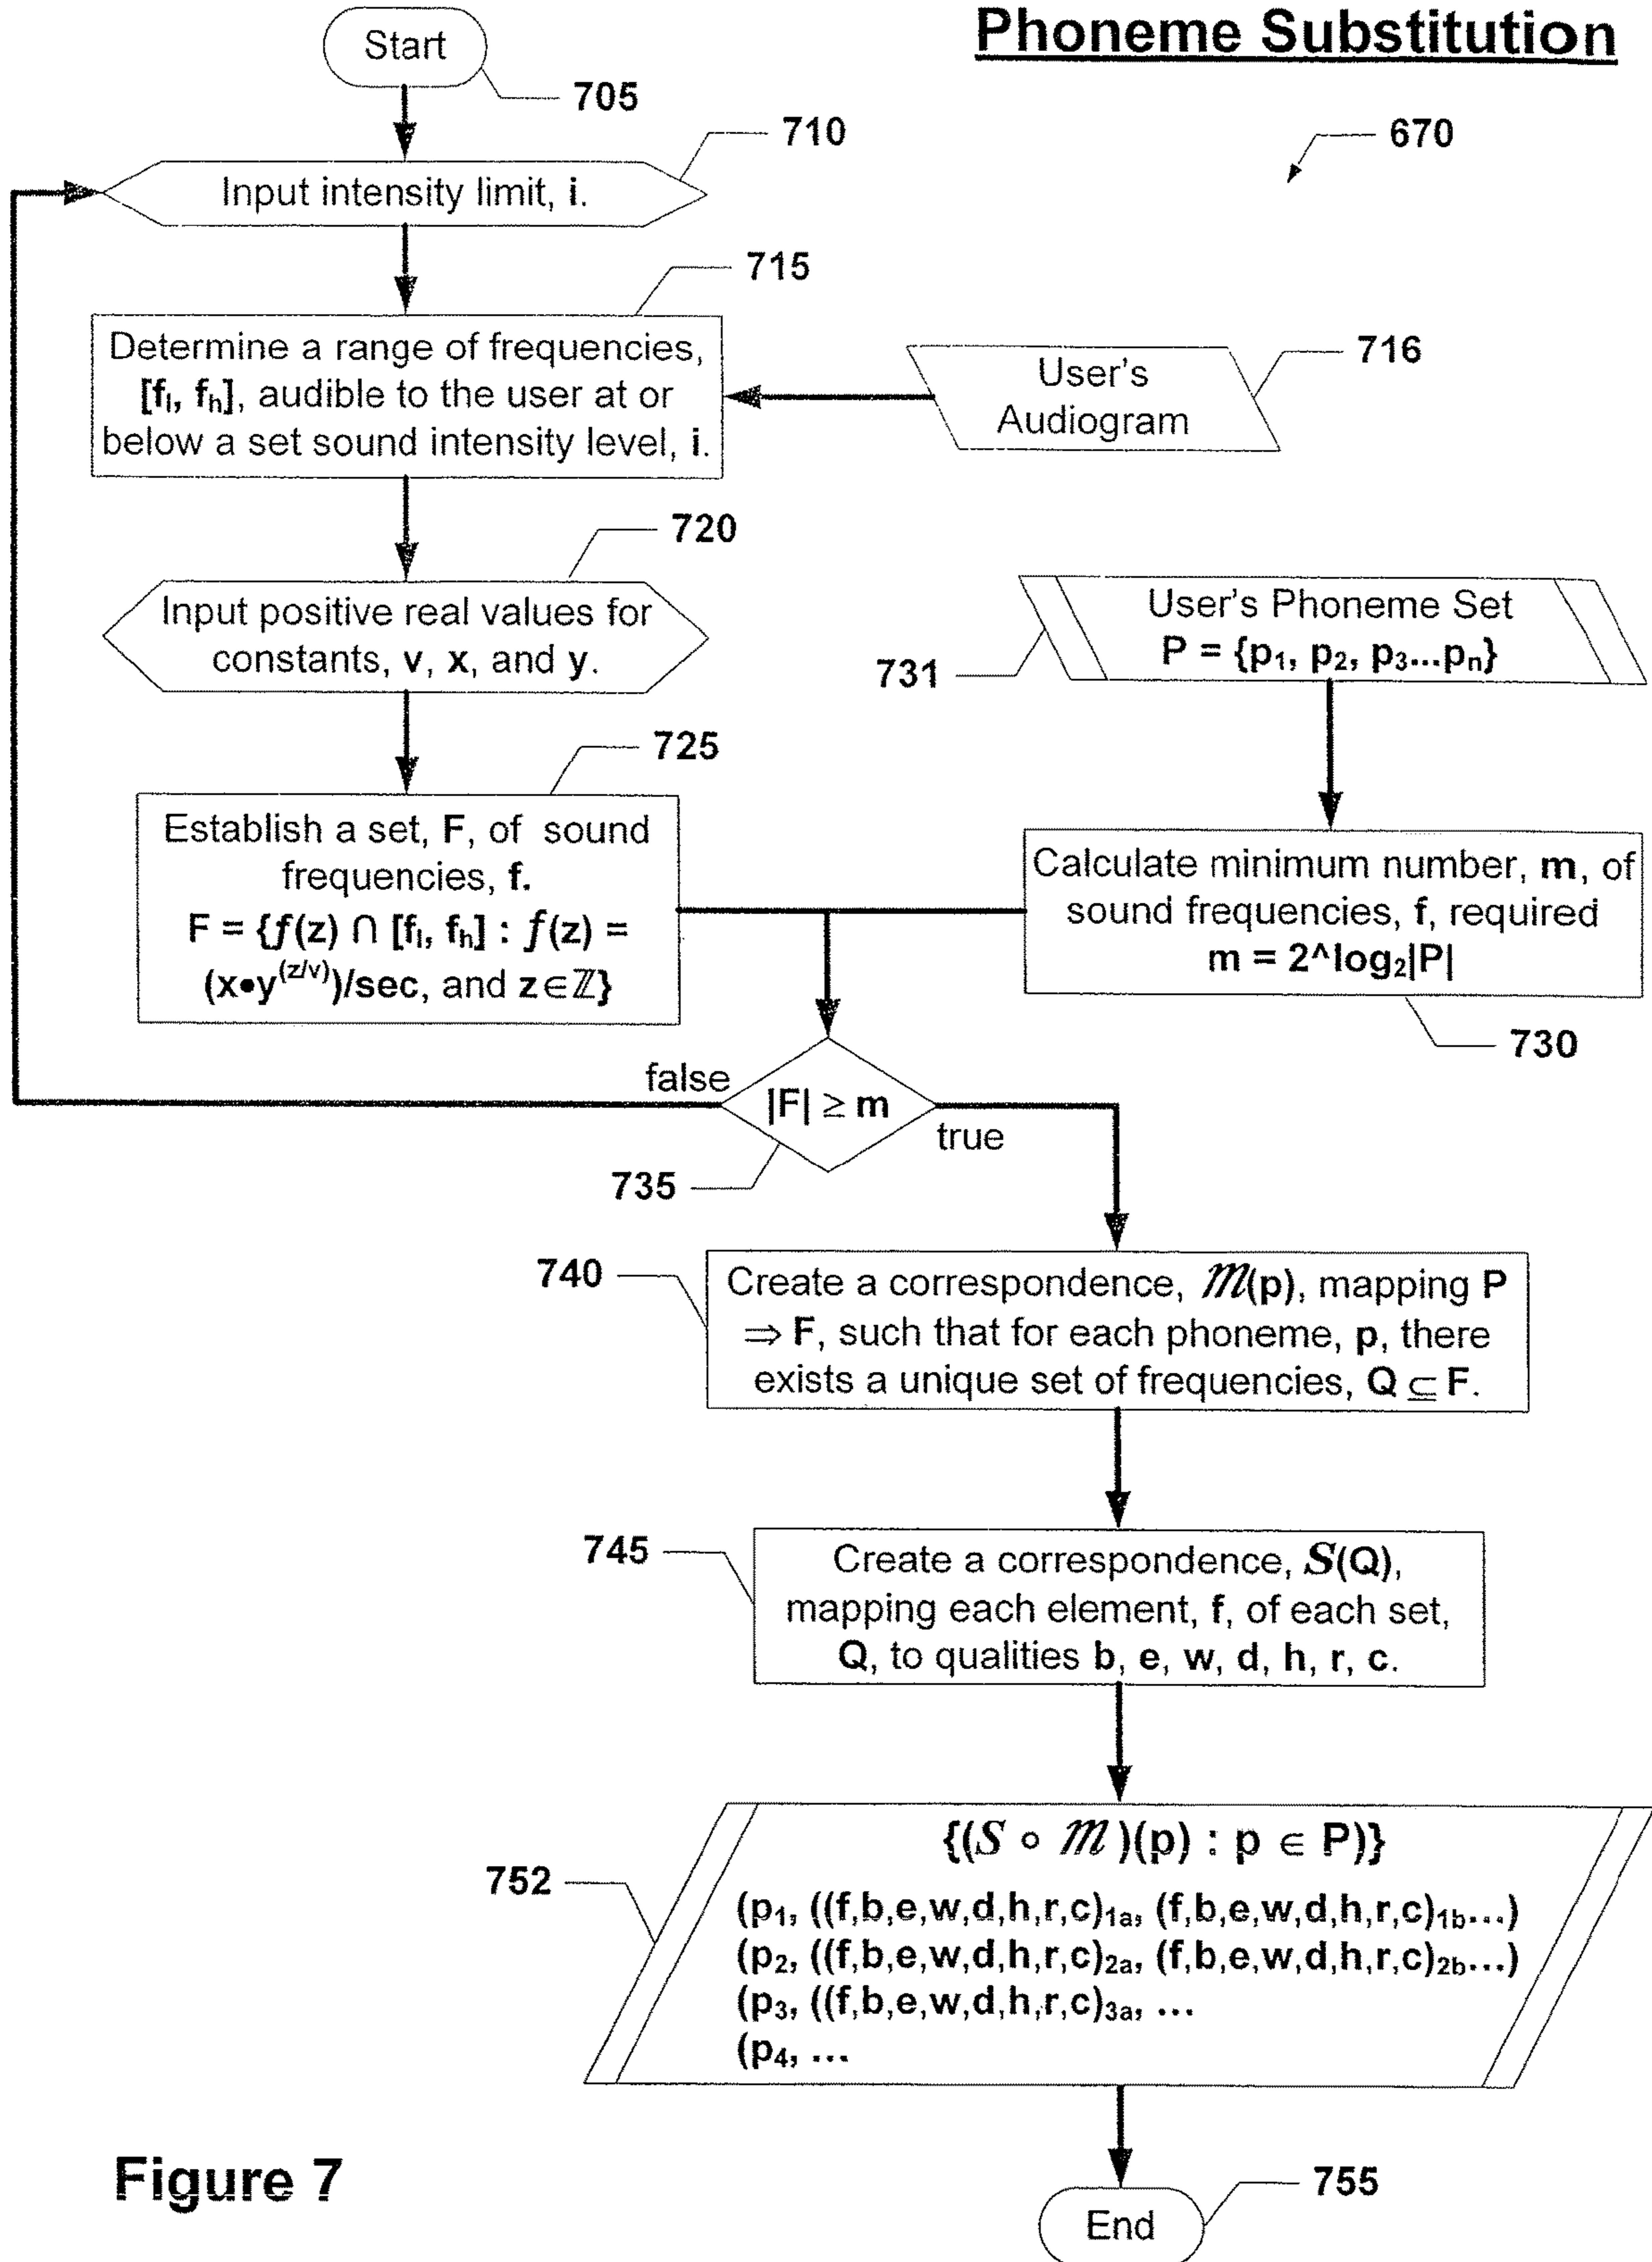 Phoneme Substitution
Start
705
670
710
Input intensity limit, i.
715
Determine a range of frequencies,
[fₗ, fₕ], audible to the user at or
below a set sound intensity level, i.
716
User's
Audiogram
720
Input positive real values for
constants, v, x, and y.
731
User's Phoneme Set
P = {p₁, p₂, p₃...pₙ}
725
Establish a set, F, of sound
frequencies, f.
F = {f(z) ∩ [fₗ, fₕ] : f(z) =
(x•y^(z/v))/sec, and z∈ℤ}
Calculate minimum number, m, of
sound frequencies, f, required
m = 2^log₂|P|
730
false
|F| ≥ m
true
735
740
Create a correspondence, 𝓜(p), mapping P
⇒ F, such that for each phoneme, p, there
exists a unique set of frequencies, Q ⊆ F.
745
Create a correspondence, S(Q),
mapping each element, f, of each set,
Q, to qualities b, e, w, d, h, r, c.
752
{(S ∘ 𝓜)(p) : p ∈ P)}
(p₁, ((f,b,e,w,d,h,r,c)₁ₐ, (f,b,e,w,d,h,r,c)1b...)
(p₂, ((f,b,e,w,d,h,r,c)₂ₐ, (f,b,e,w,d,h,r,c)2b...)
(p₃, ((f,b,e,w,d,h,r,c)₃ₐ, ...
(p₄, ...
Figure 7
755
End